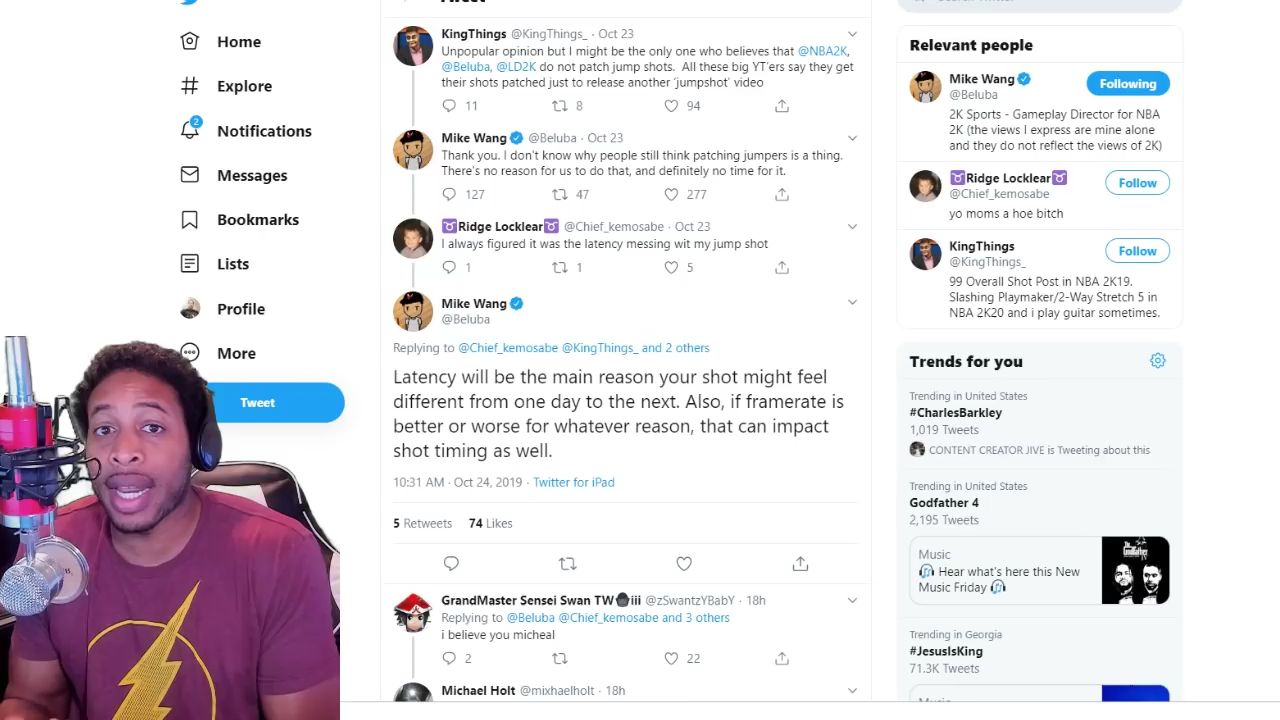 Home
Explore
2
Notifications
Messages
Bookmarks
Lists
Profile
More
Tweet
Tweet
KingThings @KingThings_ · Oct 23
Unpopular opinion but I might be the only one who believes that @NBA2K,
@Beluba, @LD2K do not patch jump shots. All these big YT'ers say they get
their shots patched just to release another 'jumpshot' video
11 8 94
Mike Wang @Beluba · Oct 23
Thank you. I don't know why people still think patching jumpers is a thing.
There's no reason for us to do that, and definitely no time for it.
127 47 277
♉Ridge Locklear♉ @Chief_kemosabe · Oct 23
I always figured it was the latency messing wit my jump shot
1 1 5
Mike Wang
@Beluba
Replying to @Chief_kemosabe @KingThings_ and 2 others
Latency will be the main reason your shot might feel
different from one day to the next. Also, if framerate is
better or worse for whatever reason, that can impact
shot timing as well.
10:31 AM · Oct 24, 2019 · Twitter for iPad
5 Retweets 74 Likes
GrandMaster Sensei Swan TW iii @zSwantzYBabY · 18h
Replying to @Beluba @Chief_kemosabe and 3 others
i believe you micheal
2 22
Michael Holt @mixhaelholt · 18h
Search Twitter
Relevant people
Mike Wang
@Beluba
Following
2K Sports - Gameplay Director for NBA
2K (the views I express are mine alone
and they do not reflect the views of 2K)
♉Ridge Locklear♉
@Chief_kemosabe
Follow
yo moms a hoe bitch
KingThings
@KingThings_
Follow
99 Overall Shot Post in NBA 2K19.
Slashing Playmaker/2-Way Stretch 5 in
NBA 2K20 and i play guitar sometimes.
Trends for you
Trending in United States
#CharlesBarkley
1,019 Tweets
CONTENT CREATOR JIVE is Tweeting about this
Trending in United States
Godfather 4
2,195 Tweets
Music
🎧 Hear what's here this New
Music Friday 🎧
Trending in Georgia
#JesusIsKing
71.3K Tweets
Music